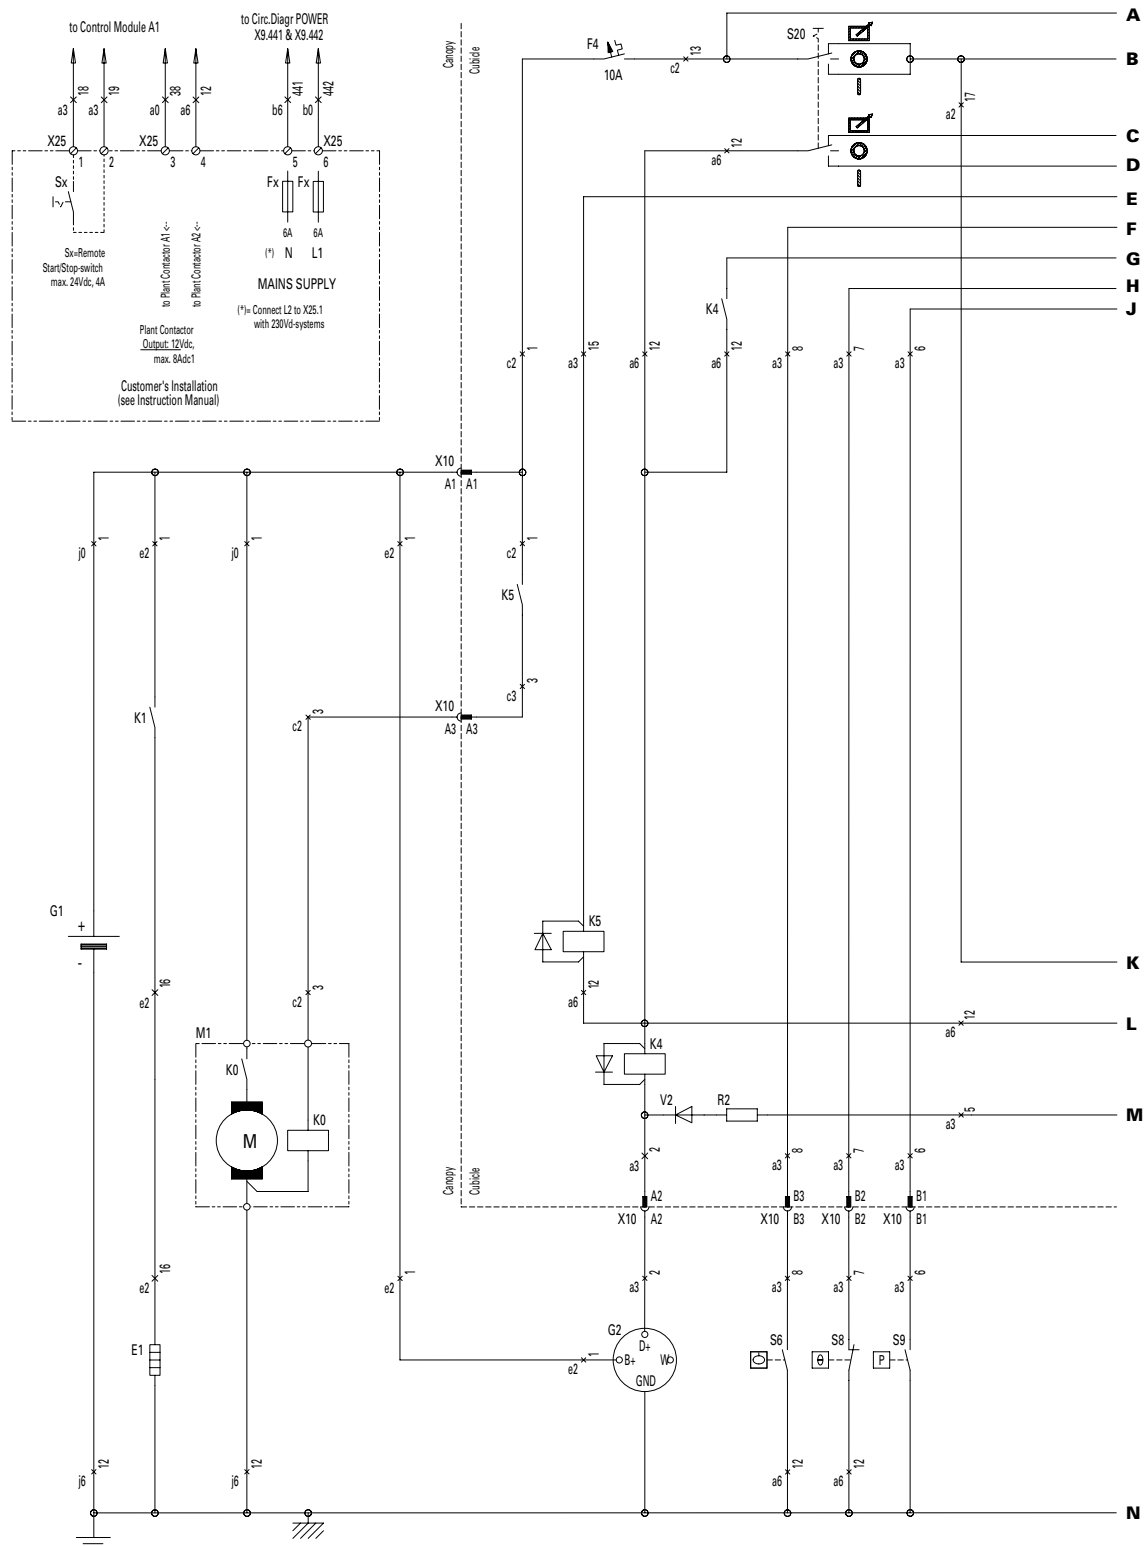 to Control Module A1
to Circ.Diagr POWER
X9.441 & X9.442
18
19
38
12
441
442
a3
a3
a0
a6
b6
b0
X25
X25
X25
1
2
3
4
5
6
Sx
Fx
Fx
6A
6A
(*)
N
L1
Sx=Remote
Start/Stop-switch
max. 24Vdc, 4A
to Plant Contactor A1 <--
to Plant Contactor A2 <--
MAINS SUPPLY
(*)= Connect L2 to X25.1
with 230Vd-systems
Plant Contactor
Output: 12Vdc,
max. 8Adc1
Customer's Installation
(see Instruction Manual)
Canopy
Cubicle
F4
10A
c2
13
S20
A
B
a2
17
a6
12
C
D
E
F
G
H
J
K4
c2
1
a3
15
a6
12
a6
12
a3
8
a3
7
a3
6
X10
A1
A1
j0
1
e2
1
j0
1
e2
1
c2
1
K5
c3
3
X10
A3
A3
K1
c2
3
G1
+
-
K5
K
e2
16
c2
3
a6
12
a6
12
L
M1
K0
K0
M
K4
V2
R2
a3
5
M
a3
2
a3
8
a3
7
a3
6
Canopy
Cubicle
A2
X10
A2
B3
X10
B3
B2
X10
B2
B1
X10
B1
e2
16
e2
1
a3
2
a3
8
a3
7
a3
6
E1
G2
D+
B+
W
GND
e2
1
S6
S8
S9
θ
P
j6
12
j6
12
a6
12
a6
12
N